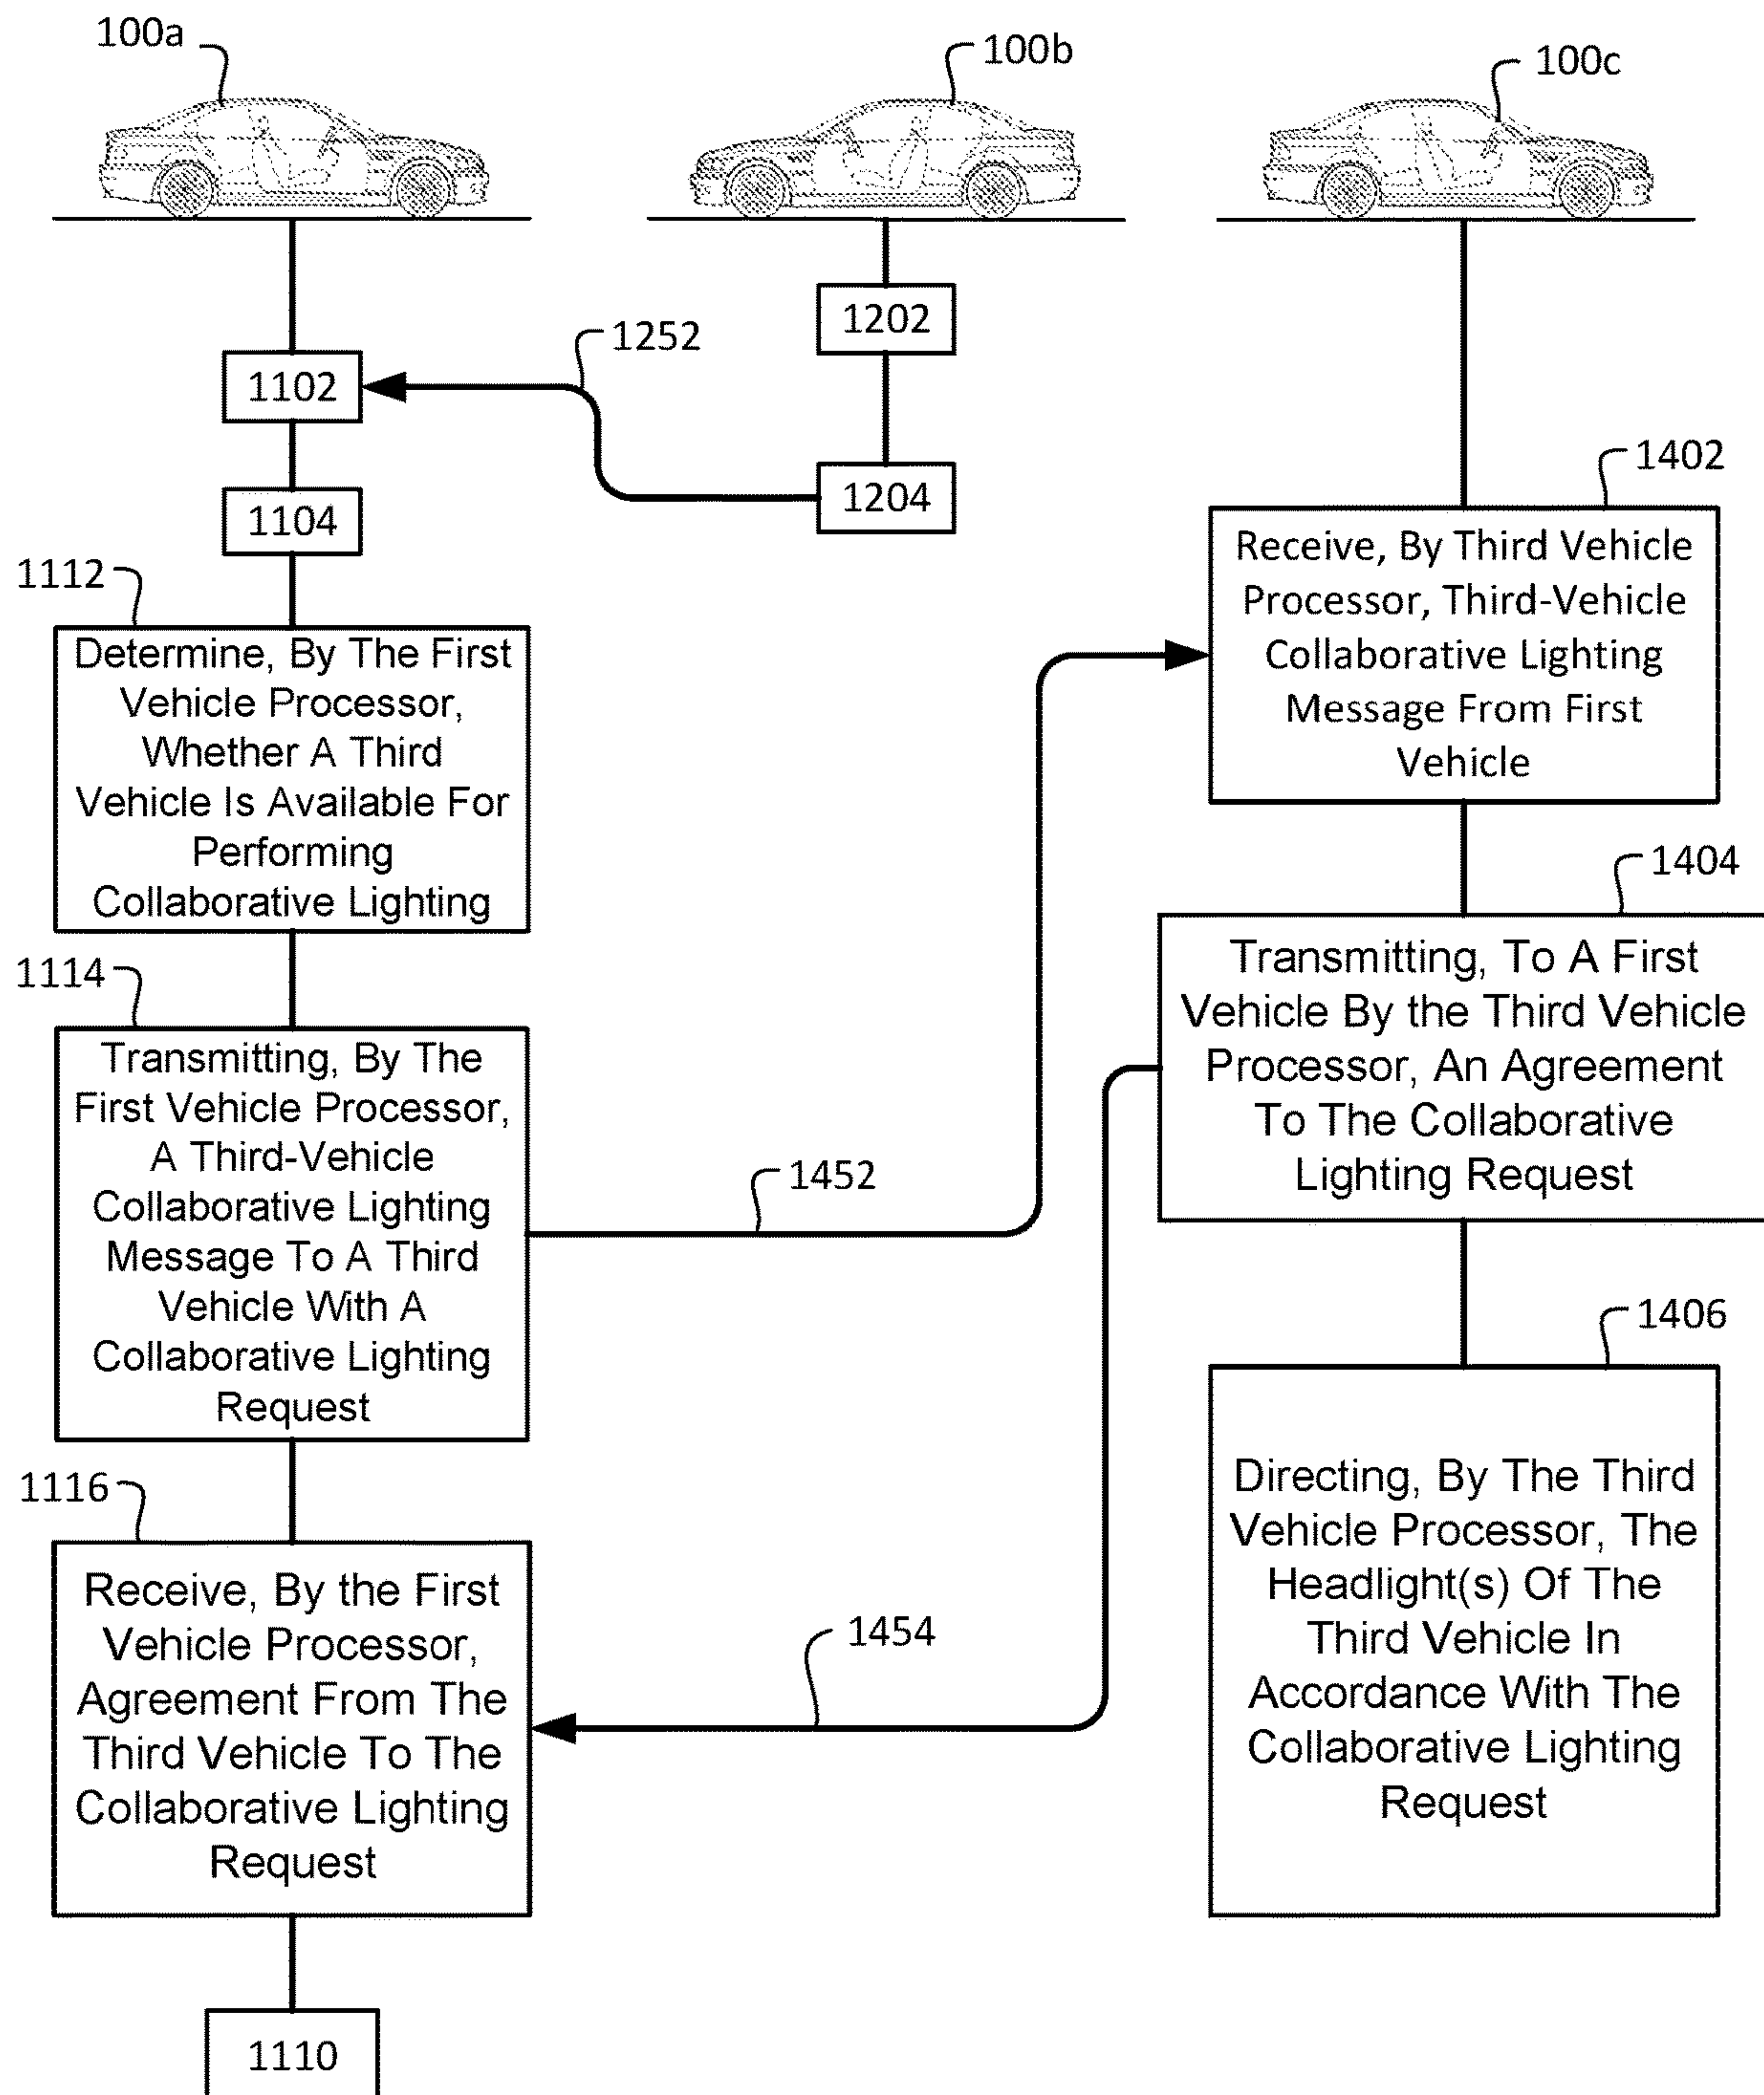 100a
100b
100c
1202
1252
1102
1204
1104
1402
Receive, By Third Vehicle
Processor, Third-Vehicle
Collaborative Lighting
Message From First
Vehicle
1112
Determine, By The First
Vehicle Processor,
Whether A Third
Vehicle Is Available For
Performing
Collaborative Lighting
1404
Transmitting, To A First
Vehicle By the Third Vehicle
Processor, An Agreement
To The Collaborative
Lighting Request
1114
Transmitting, By The
First Vehicle Processor,
A Third-Vehicle
Collaborative Lighting
Message To A Third
Vehicle With A
Collaborative Lighting
Request
1452
1406
Directing, By The Third
Vehicle Processor, The
Headlight(s) Of The
Third Vehicle In
Accordance With The
Collaborative Lighting
Request
1116
Receive, By the First
Vehicle Processor,
Agreement From The
Third Vehicle To The
Collaborative Lighting
Request
1454
1110